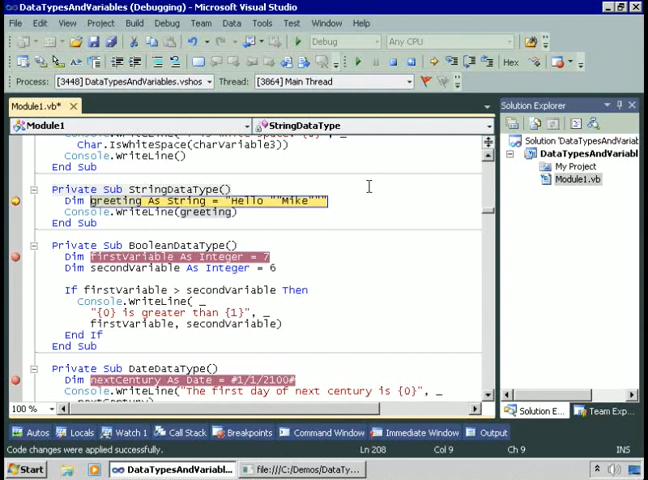 DataTypesAndVariables (Debugging) - Microsoft Visual Studio
File Edit View Project Build Debug Team Data Tools Test Window Help
Debug Any CPU
Hex
Process: [3448] DataTypesAndVariables.vshos Thread: [3864] Main Thread
Module1.vb* Solution Explorer
Module1 StringDataType
Solution 'DataTypesAndVariab
DataTypesAndVariabl
My Project
Module1.vb
Char.IsWhiteSpace(charVariable3))
Console.WriteLine()
End Sub
Private Sub StringDataType()
Dim greeting As String = "Hello ""Mike"""
Console.WriteLine(greeting)
Private Sub BooleanDataType()
Dim firstVariable As Integer = 7
Dim secondVariable As Integer = 6
If firstVariable > secondVariable Then
Console.WriteLine( _
"{0} is greater than {1}", _
firstVariable, secondVariable)
End If
End Sub
Private Sub DateDataType()
Dim nextCentury As Date = #1/1/2100#
Console.WriteLine("The first day of next century is {0}", _
100 %
Solution E... Team Exp...
Autos Locals Watch 1 Call Stack Breakpoints Command Window Immediate Window Output
Code changes were applied successfully. Ln 208 Col 9 Ch 9 INS
Start DataTypesAndVariabl... file:///C:/Demos/DataTy...